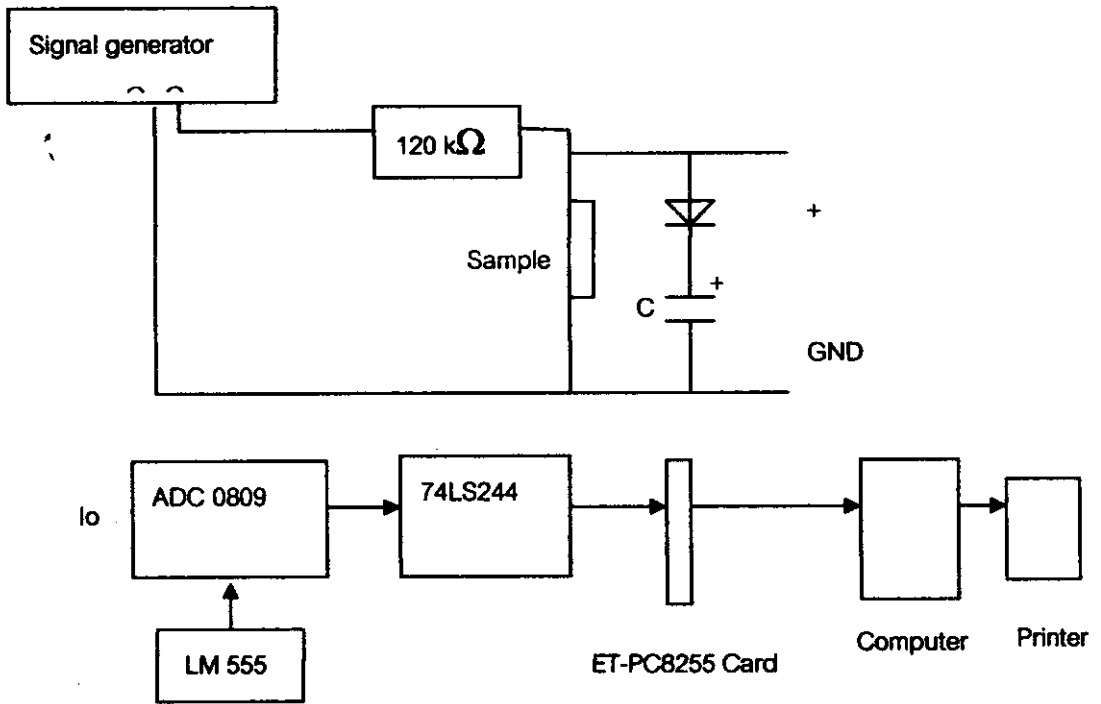 Signal generator
120 kΩ
+
Sample
+
C
GND
ADC 0809
74LS244
Io
Computer
Printer
LM 555
ET-PC8255 Card